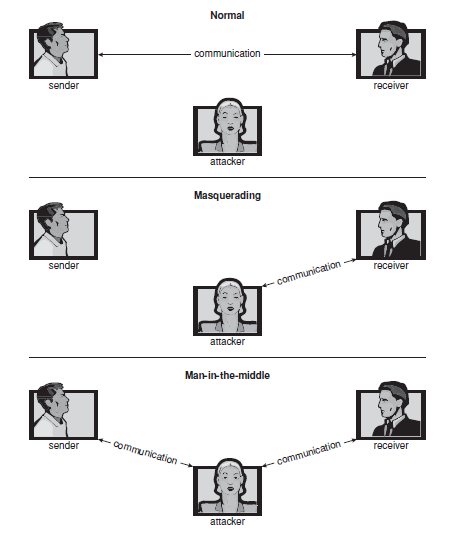 Normal
communication
sender
receiver
attacker
Masquerading
sender
communication
receiver
attacker
Man-in-the-middle
sender
communication
communication
receiver
attacker